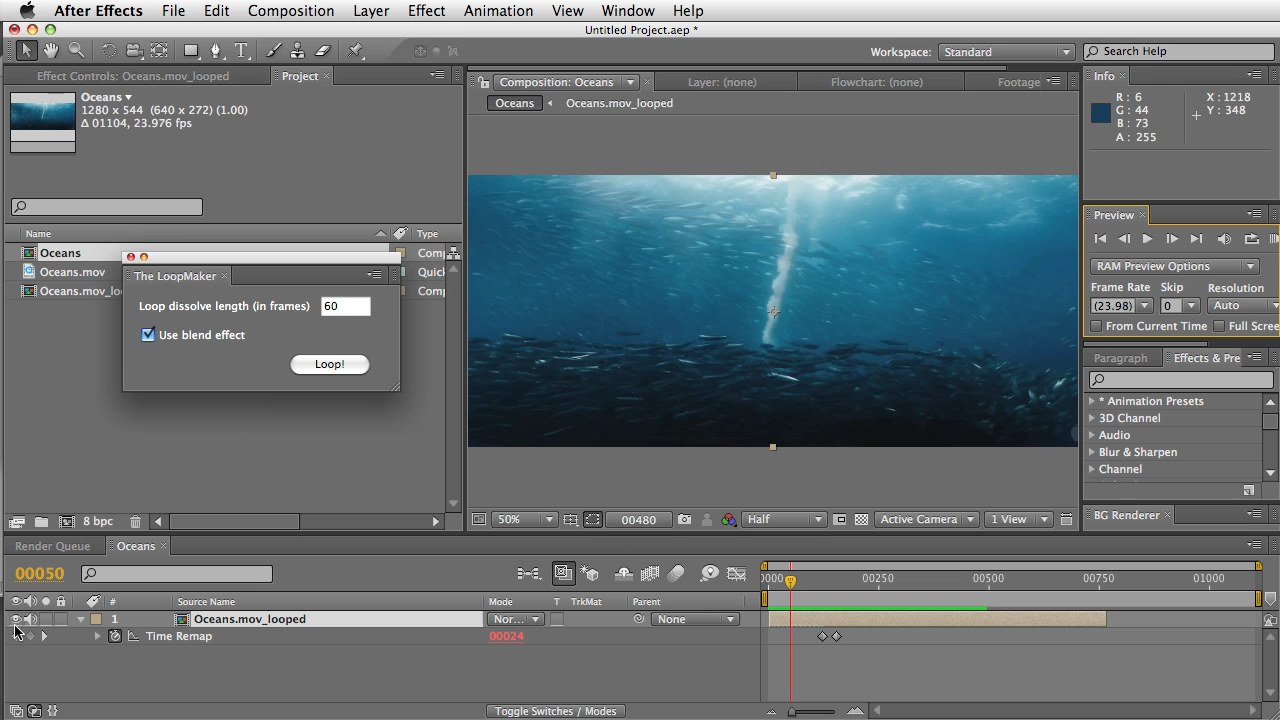 After Effects File Edit Composition Layer Effect Animation View Window Help
Untitled Project.aep *
Workspace: Standard Search Help
Effect Controls: Oceans.mov_looped Project
Oceans
1280 x 544 (640 x 272) (1.00)
Δ 01104, 23.976 fps
Name Type
Oceans Comp
Oceans.mov Quick
Oceans.mov_lo Comp
The LoopMaker
Loop dissolve length (in frames) 60
Use blend effect
Loop!
8 bpc
Composition: Oceans Layer: (none) Flowchart: (none) Footage
Oceans Oceans.mov_looped
50% 00480 Half Active Camera 1 View
Info
R : 6
G : 44
B : 73
A : 255
X : 1218
Y : 348
Preview
RAM Preview Options
Frame Rate Skip Resolution
(23.98) 0 Auto
From Current Time Full Scree
Paragraph Effects & Pre
* Animation Presets
3D Channel
Audio
Blur & Sharpen
Channel
BG Renderer
Render Queue Oceans
00050
0000 00250 00500 00750 01000
# Source Name Mode T TrkMat Parent
1 Oceans.mov_looped Nor... None
Time Remap 00024
Toggle Switches / Modes